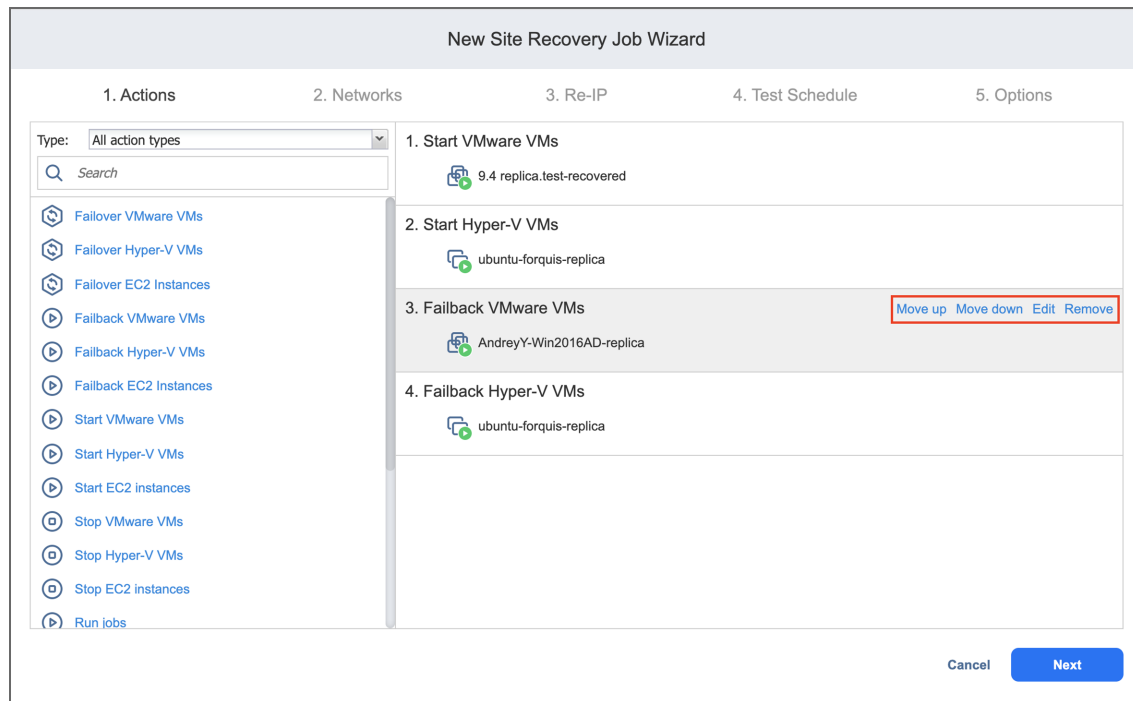 New Site Recovery Job Wizard
1. Actions
2. Networks
3. Re-IP
4. Test Schedule
5. Options
Type: All action types
Search
Failover VMware VMs
Failover Hyper-V VMs
Failover EC2 Instances
Failback VMware VMs
Failback Hyper-V VMs
Failback EC2 Instances
Start VMware VMs
Start Hyper-V VMs
Start EC2 instances
Stop VMware VMs
Stop Hyper-V VMs
Stop EC2 instances
Run jobs
1. Start VMware VMs
9.4 replica.test-recovered
2. Start Hyper-V VMs
ubuntu-forquis-replica
3. Failback VMware VMs
Move up Move down Edit Remove
AndreyY-Win2016AD-replica
4. Failback Hyper-V VMs
ubuntu-forquis-replica
Cancel
Next